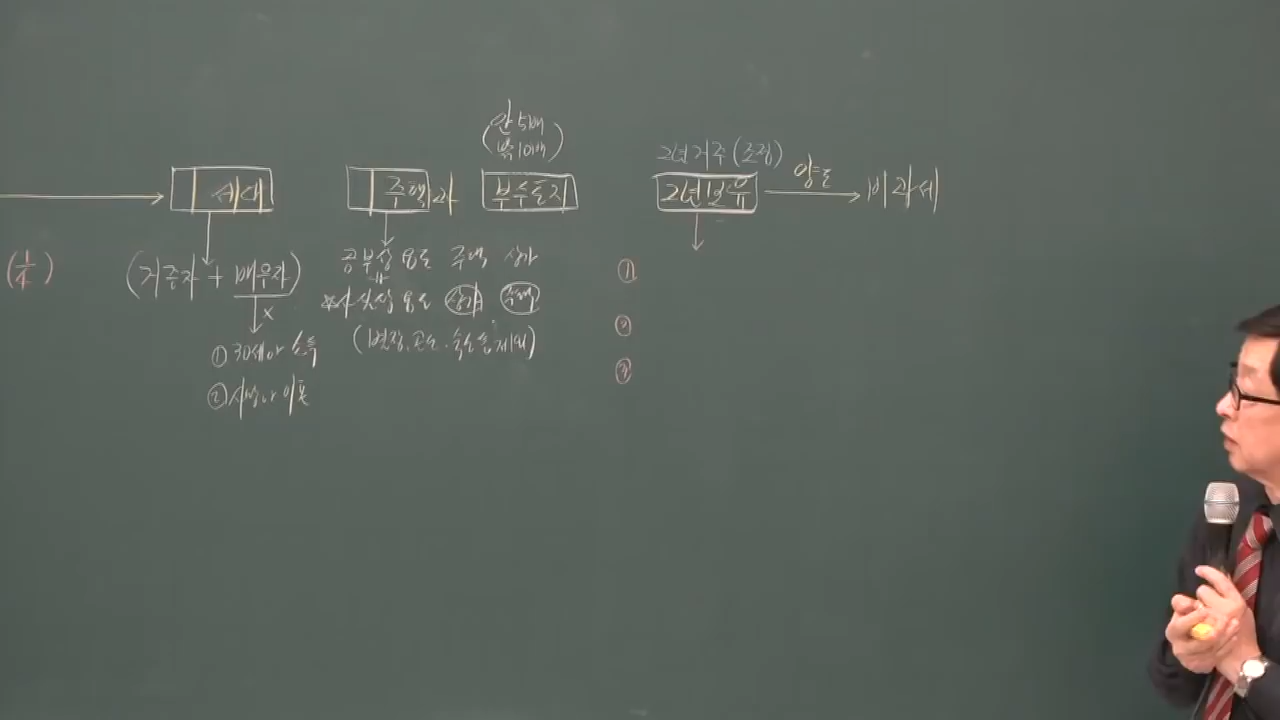 (안 5배
밖 10배)
2년거주 (조정)
세대 주택과 부수토지 2년보유 양도 비과세
(1/4) (거주자 + 배우자) 공부상 용도 주택 상가 ①
사실상 용도 상가 주택
x ②
① 30세↑ 소득 (별장, 콘도, 숙소 등 제외) ③
② 사망 이혼